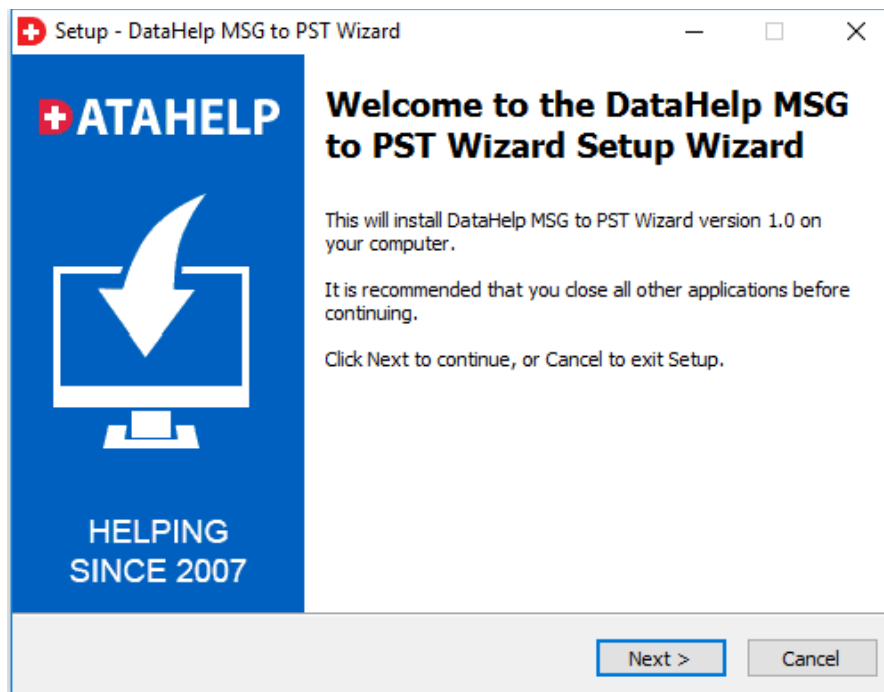 Setup - DataHelp MSG to PST Wizard
DATAHELP
HELPING
SINCE 2007
Welcome to the DataHelp MSG
to PST Wizard Setup Wizard
This will install DataHelp MSG to PST Wizard version 1.0 on
your computer.
It is recommended that you close all other applications before
continuing.
Click Next to continue, or Cancel to exit Setup.
Next >
Cancel